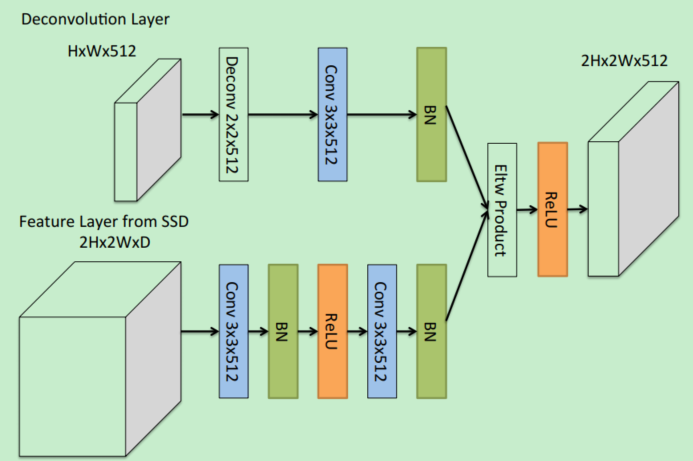 Deconvolution Layer
HxWx512
Deconv 2x2x512
Conv 3x3x512
BN
2Hx2Wx512
Eltw Product
ReLU
Feature Layer from SSD
2Hx2WxD
Conv 3x3x512
BN
ReLU
Conv 3x3x512
BN